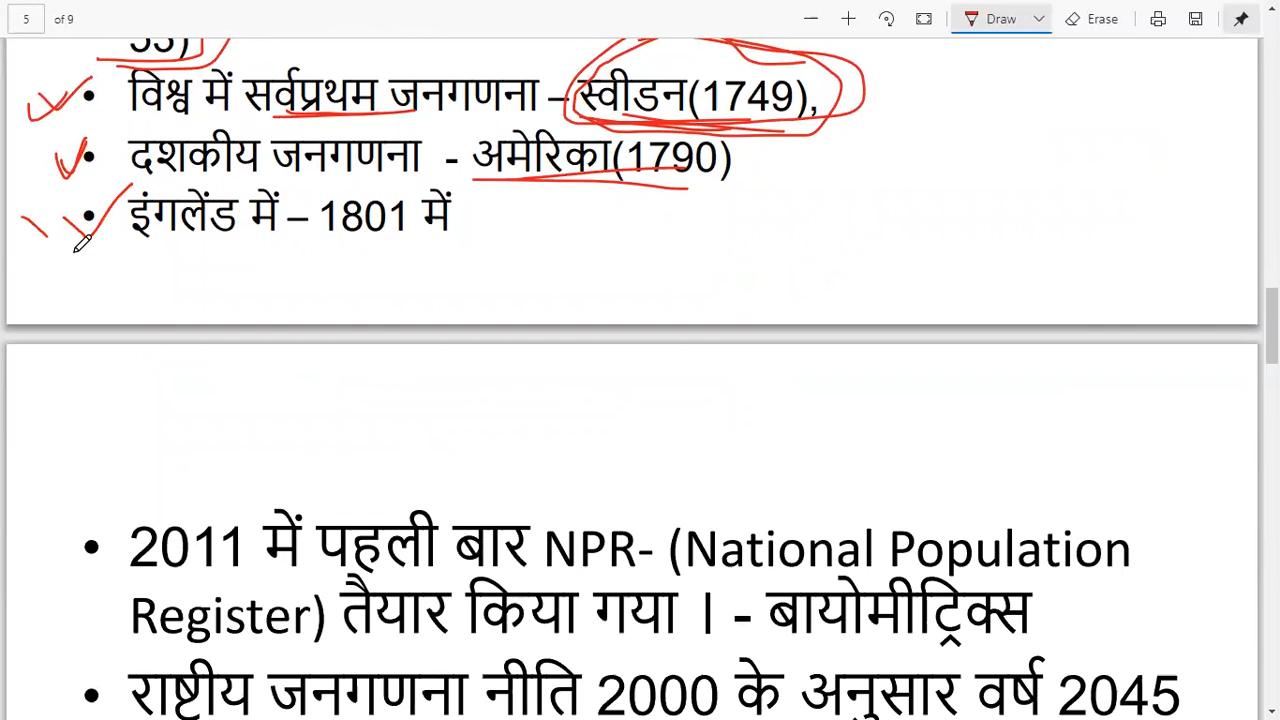 5 of 9 Draw Erase
33)
• विश्व में सर्वप्रथम जनगणना – स्वीडन(1749),
• दशकीय जनगणना - अमेरिका(1790)
• इंगलेंड में – 1801 में
• 2011 में पहली बार NPR- (National Population
Register) तैयार किया गया । - बायोमीट्रिक्स
• राष्टीय जनगणना नीति 2000 के अनुसार वर्ष 2045